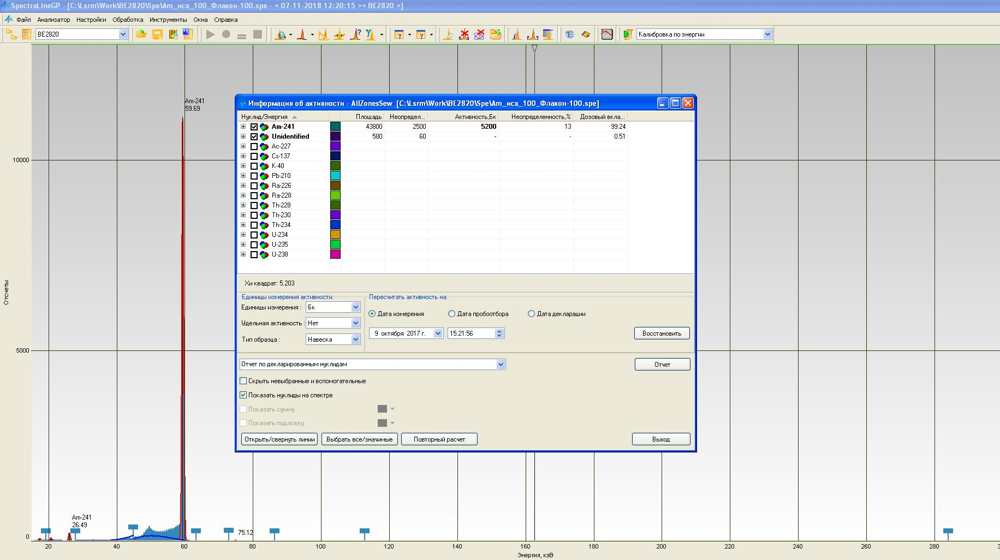 SpectraLineGP - [C:\Lsrm\Work\BE2820\Spe\Am_исх_100_Флакон-100.spe - < 07-11-2018 12:20:15 >< BE2820 >]
Файл Анализатор Настройки Обработка Инструменты Окна Справка
BE2820
Калибровка по энергии
Am-241
59.69
Информация об активности - AllZonesSew [C:\Lsrm\Work\BE2820\Spe\Am_исх_100_Флакон-100.spe]
Нуклид/Энергия Площадь Неопредел... Активность,Бк Неопределенность,% Дозовый вкла...
Am-241 43800 2500 5200 13 99.24
Unidentified 580 60 - - 0.51
Ac-227
Cs-137
K-40
Pb-210
Ra-226
Ra-228
Th-228
Th-230
Th-234
U-234
U-235
U-238
Хи квадрат: 5.203
Единицы измерения активности:
Единицы измерения : Бк
Удельная активность : Нет
Тип образца : Навеска
Пересчитать активность на:
Дата измерения Дата пробоотбора Дата декларации
9 октября 2017 г. 15:21:56
Восстановить
Отчет по декларированным нуклидам
Отчет
Скрыть невыбранные и вспомогательные
Показать нуклиды на спектре
Показать сумму
Показать подложку
Открыть/свернуть линии Выбрать все/значимые Повторный расчет Выход
10000
5000
0
Отсчеты
Am-241
26.49
75.12
20 40 60 80 100 120 140 160 180 200 220 240 260 280
Энергия, кэВ